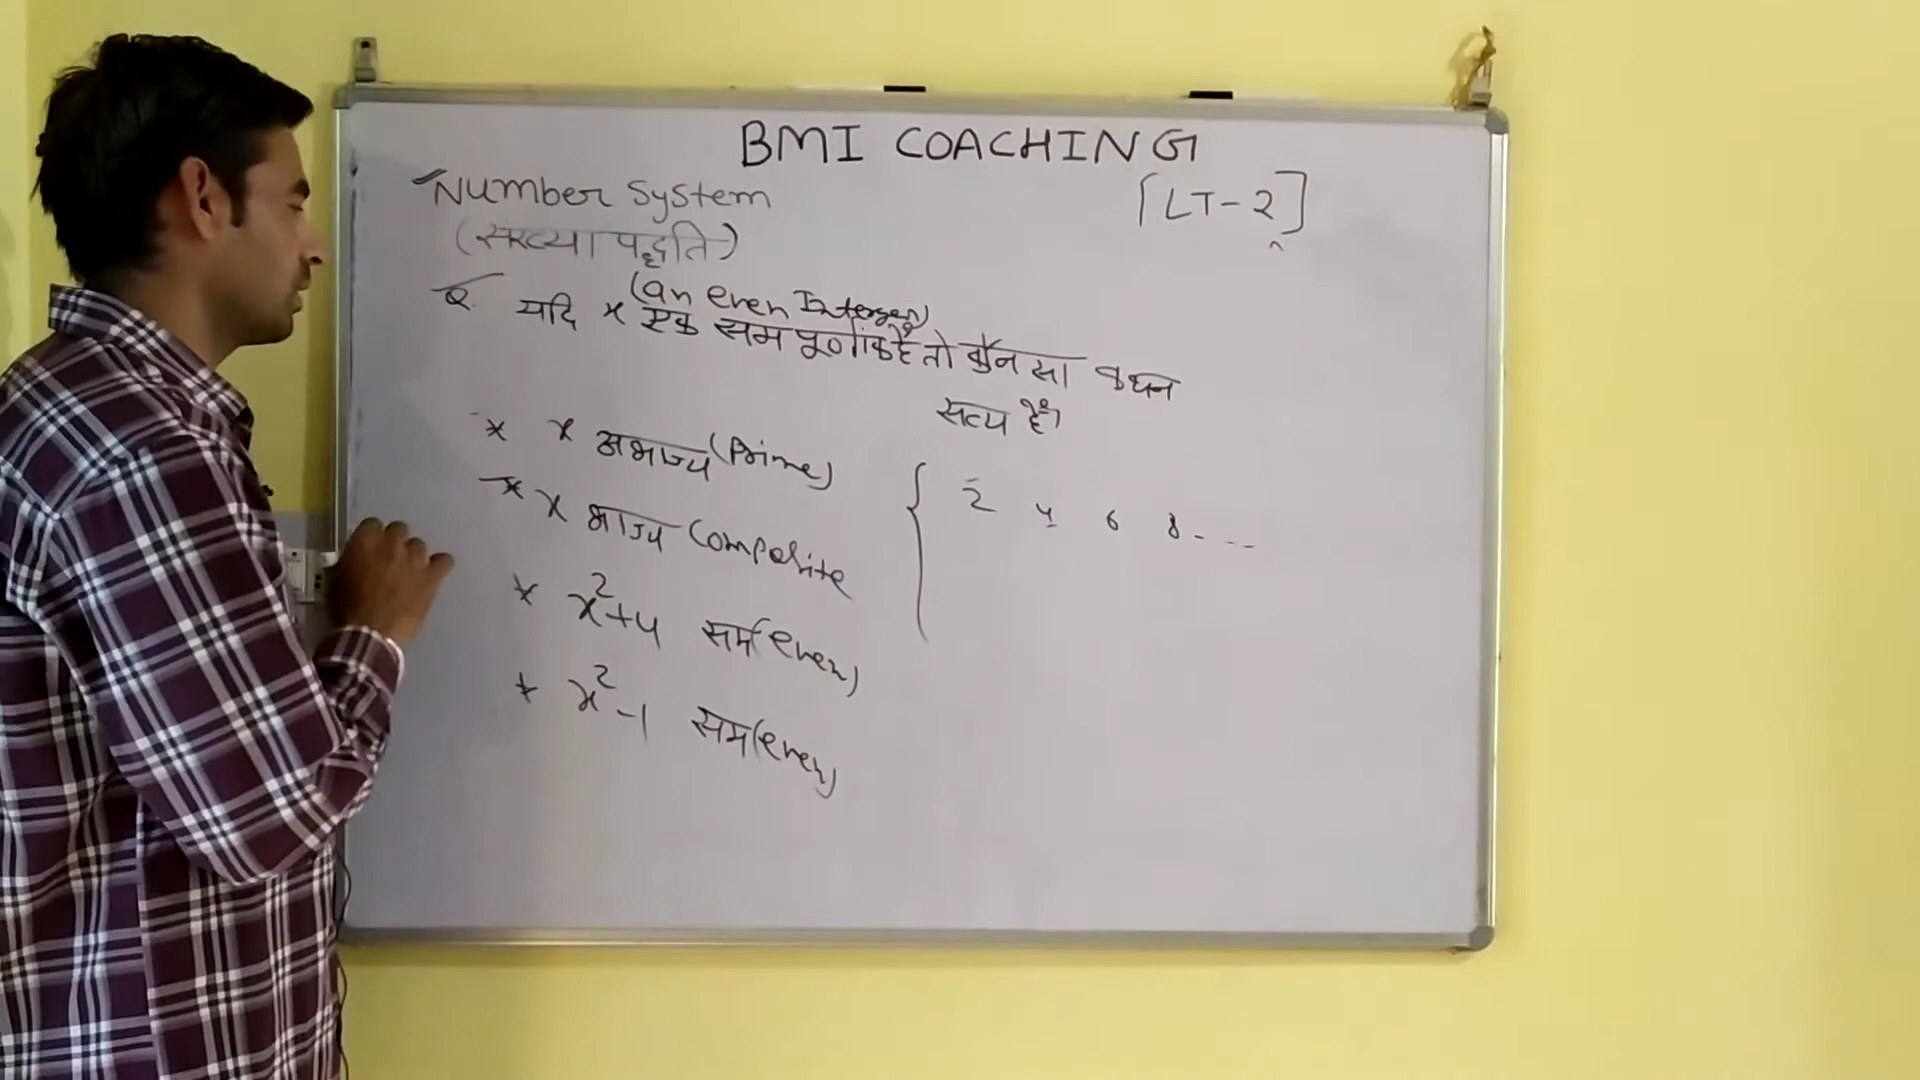 BMI COACHING
Number System
[LT-2]
(संख्या पद्धति)
(an even Interger)
Q. यदि x एक सम पूर्णांक है तो कौन सा कथन
सत्य है?
* x अभाज्य (Prime)
* x भाज्य Composite
{ 2 4 6 8 - - -
* x²+4 सम (even)
* x²-1 सम (even)